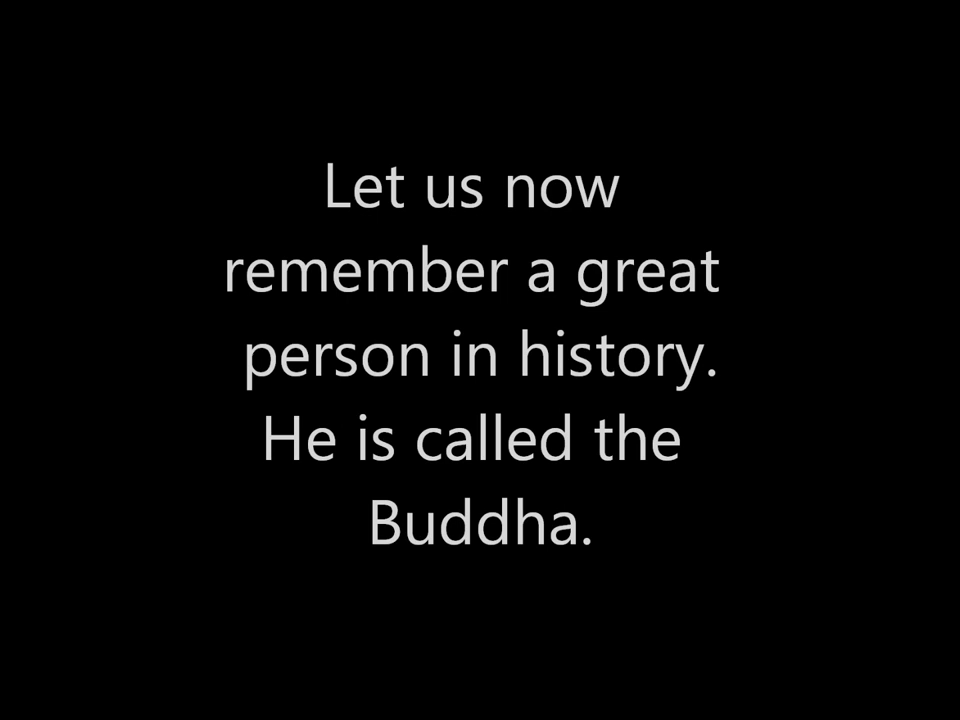 Let us now
remember a great
person in history.
He is called the
Buddha.